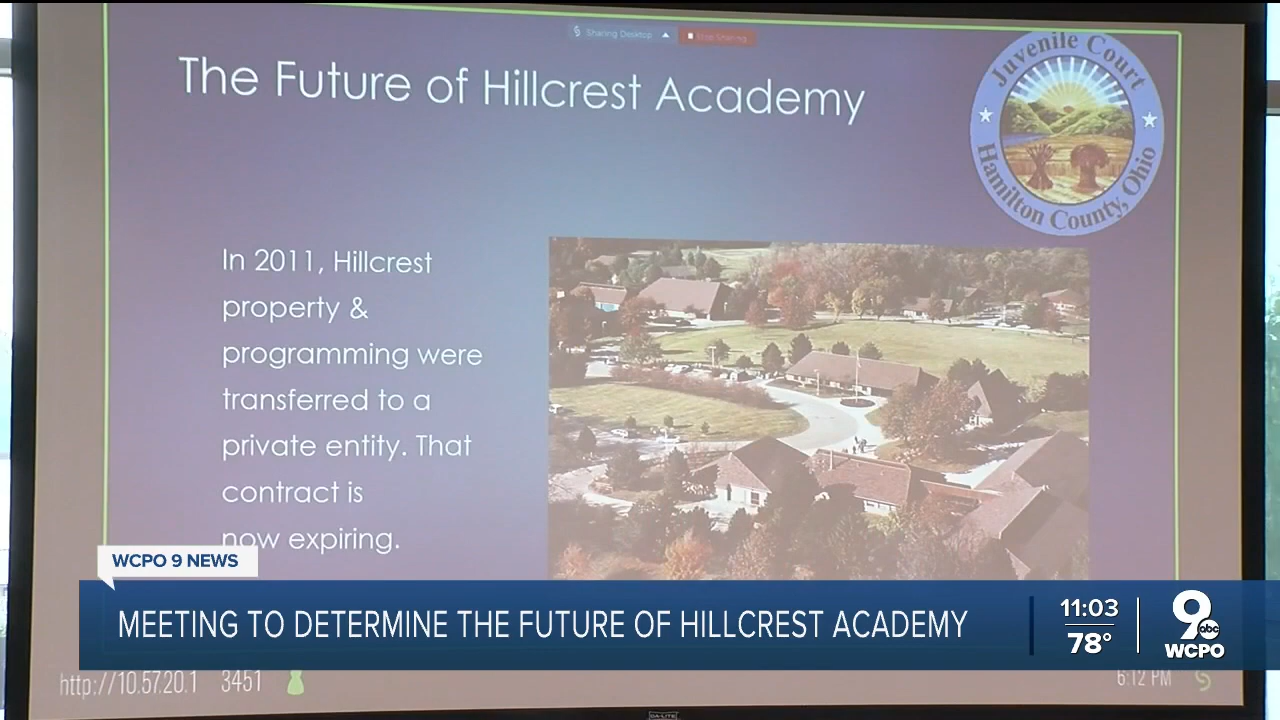 Sharing Desktop
Stop Sharing
The Future of Hillcrest Academy
Juvenile Court
Hamilton County, Ohio
In 2011, Hillcrest
property &
programming were
transferred to a
private entity. That
contract is
now expiring.
WCPO 9 NEWS
MEETING TO DETERMINE THE FUTURE OF HILLCREST ACADEMY
11:03
78°
9
abc
WCPO
http://10.57.20.1 3451
6:12 PM
DA-LITE